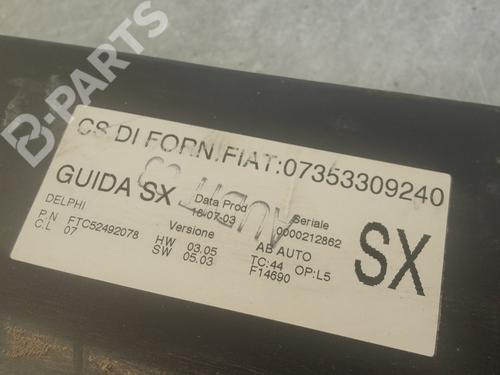 B-PARTS
CS DI FORN.FIAT:07353309240
GUIDA SX
Data Prod
16-07-03
Seriale
0000212862
AUDIT
DELPHI
P.N FTC52492078
C.L 07
Versione
HW 03.05
SW 05.03
AB AUTO
TC:44 OP:L5
F14690
SX